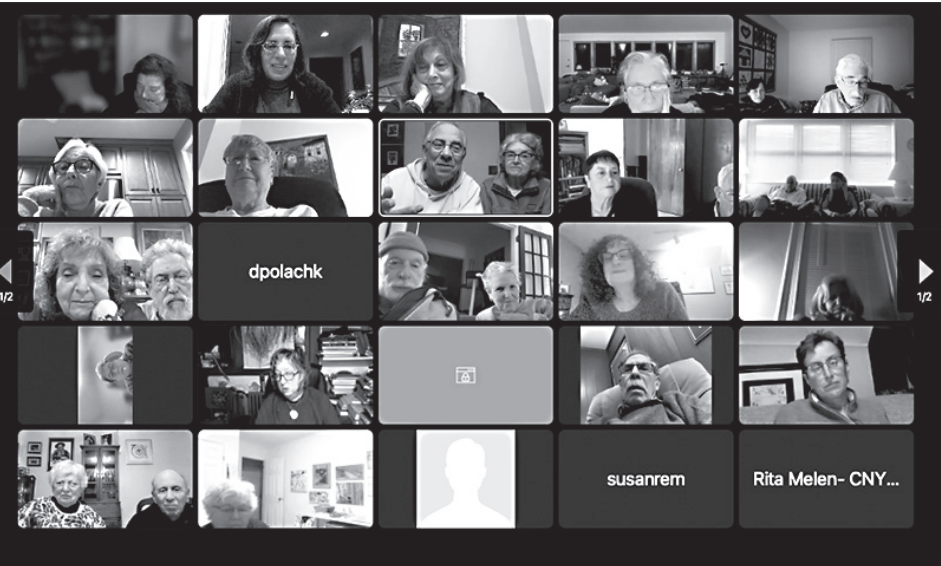 1/2
dpolachk
1/2
susanrem
Rita Melen- CNY...